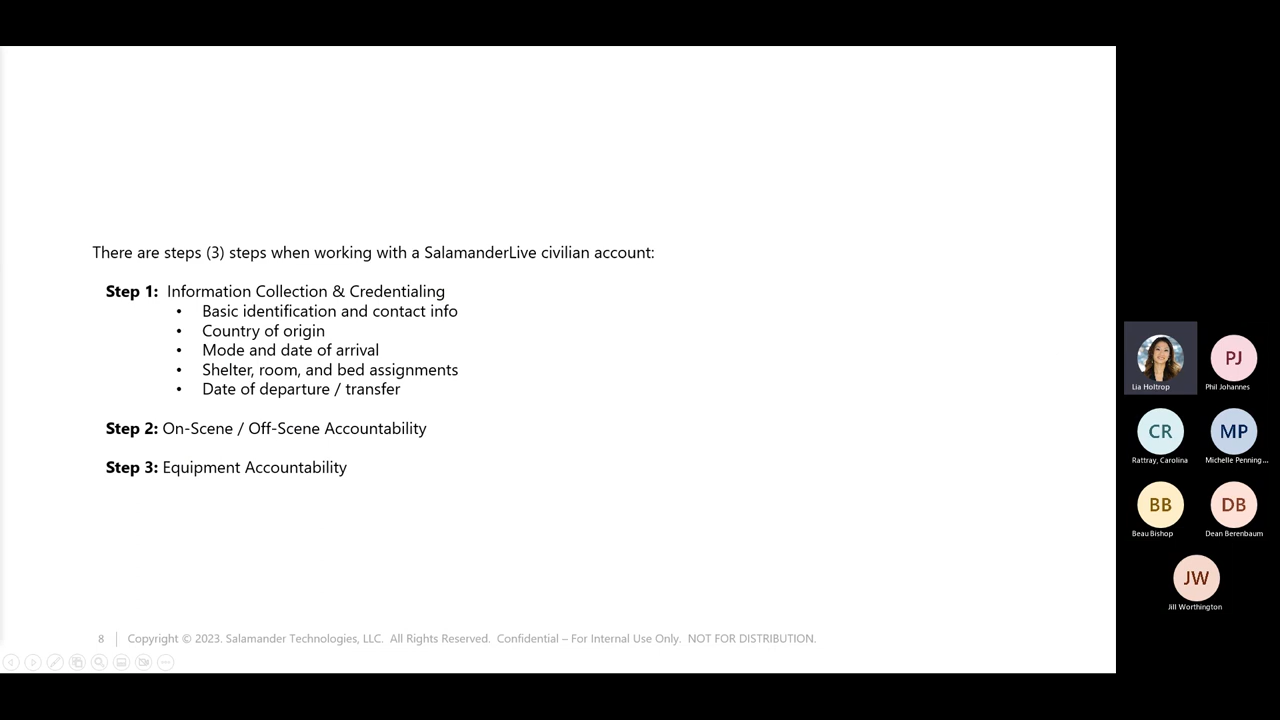 There are steps (3) steps when working with a SalamanderLive civilian account:
Step 1: Information Collection & Credentialing
• Basic identification and contact info
• Country of origin
• Mode and date of arrival
• Shelter, room, and bed assignments
• Date of departure / transfer
Step 2: On-Scene / Off-Scene Accountability
Step 3: Equipment Accountability
8 Copyright © 2023. Salamander Technologies, LLC. All Rights Reserved. Confidential – For Internal Use Only. NOT FOR DISTRIBUTION.
Lia Holtrop
PJ
Phil Johannes
CR
Rattray, Carolina
MP
Michelle Penning...
BB
Beau Bishop
DB
Dean Berenbaum
JW
Jill Worthington